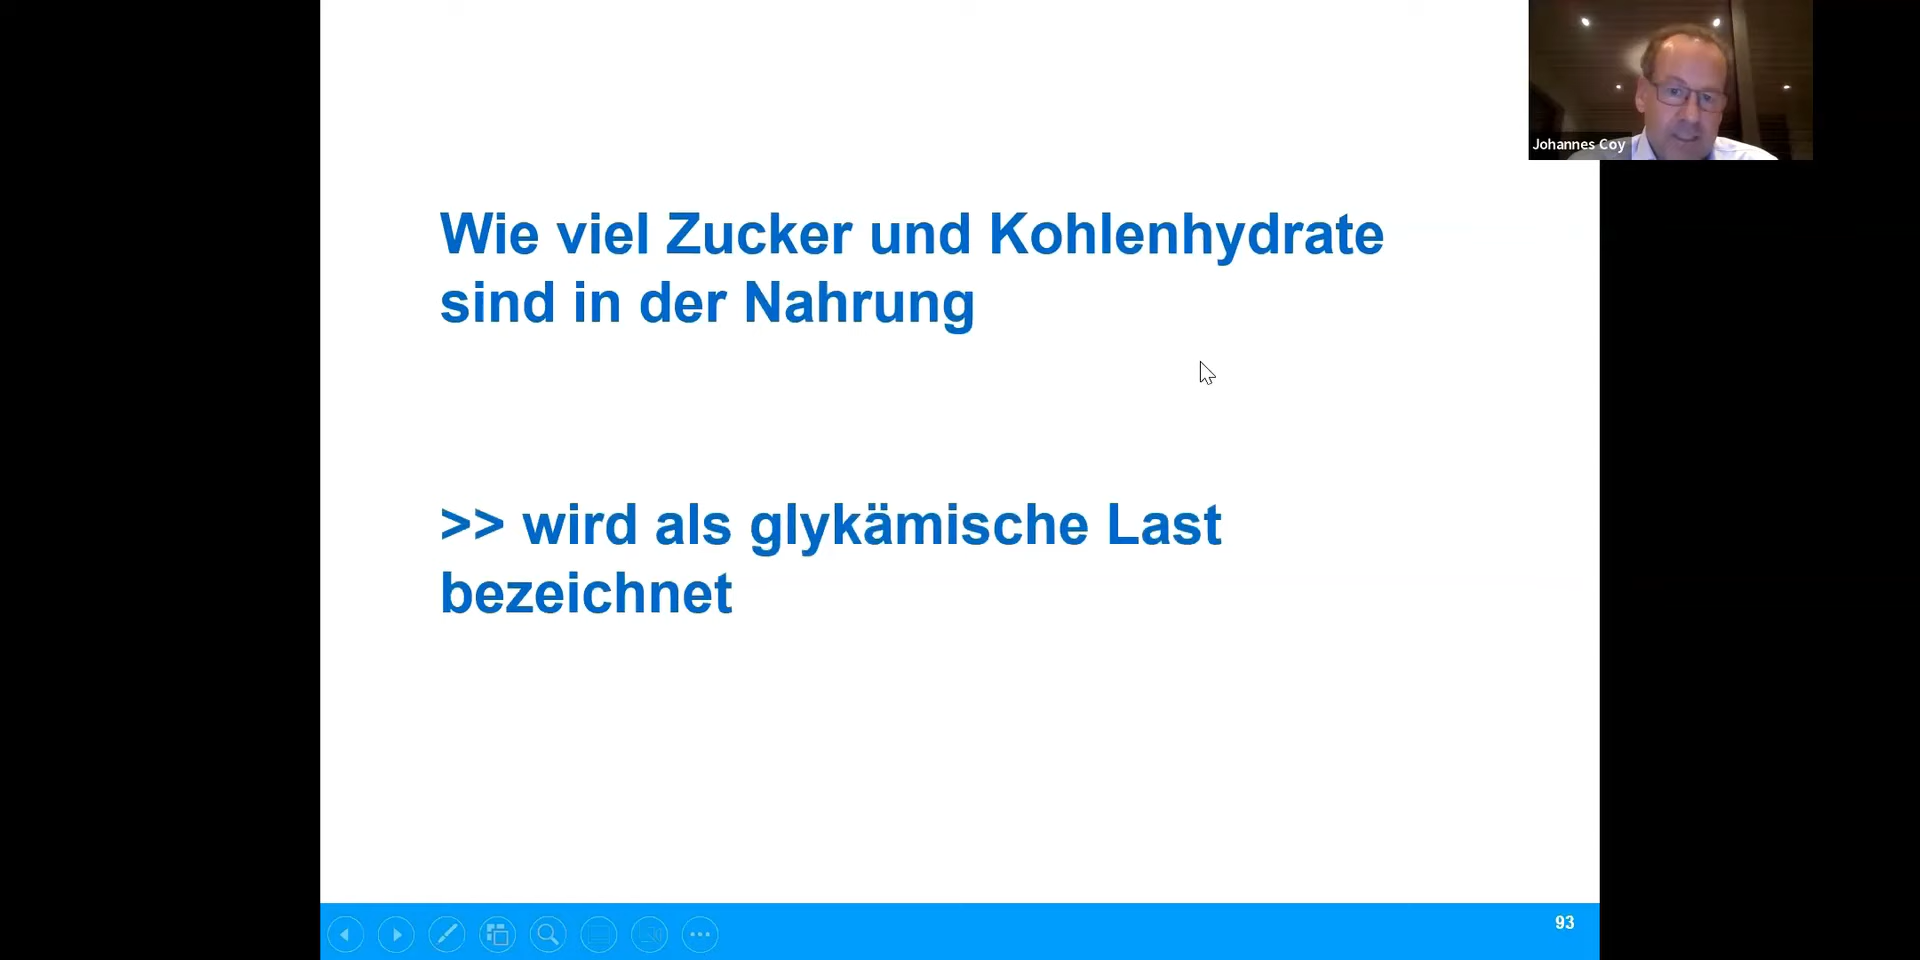 Johannes Coy
Wie viel Zucker und Kohlenhydrate
sind in der Nahrung
>> wird als glykämische Last
bezeichnet
93